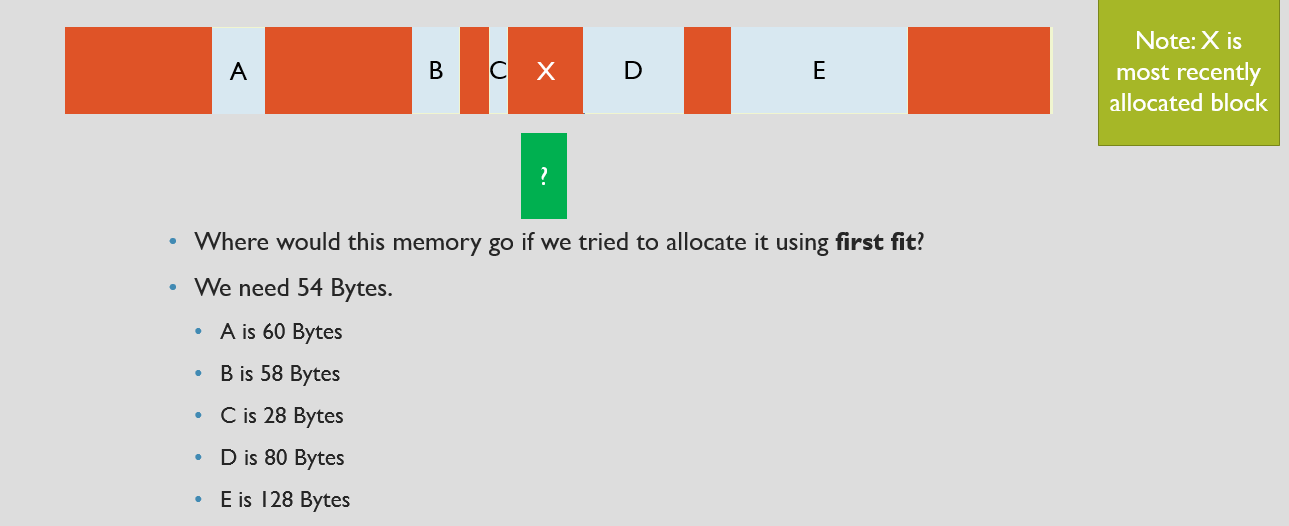 A
B
C
X
D
E
Note: X is
most recently
allocated block
?
• Where would this memory go if we tried to allocate it using first fit?
• We need 54 Bytes.
• A is 60 Bytes
• B is 58 Bytes
• C is 28 Bytes
• D is 80 Bytes
• E is 128 Bytes